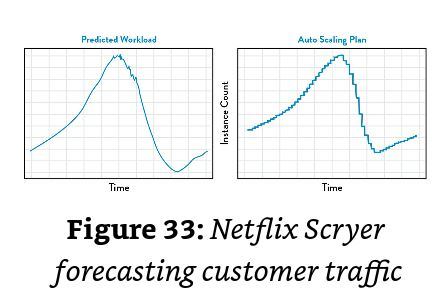 Predicted Workload
Auto Scaling Plan
Instance Count
Time
Time
Figure 33: Netflix Scryer
forecasting customer traffic